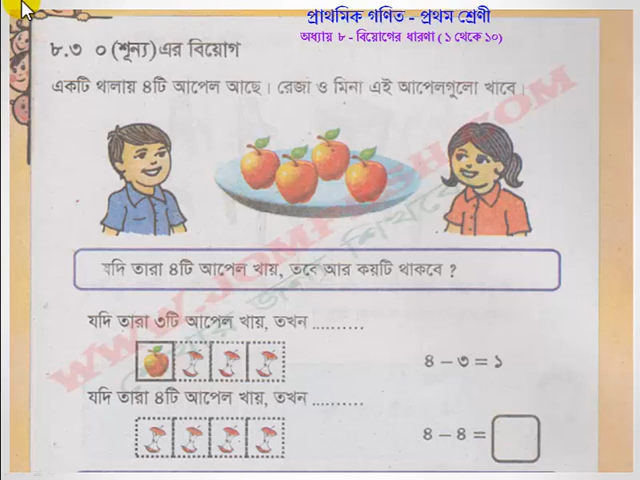 প্রাথমিক গণিত - প্রথম শ্রেণী
অধ্যায় ৮ - বিয়োগের ধারণা ( ১ থেকে ১০)
৮.৩ ০ (শূন্য) এর বিয়োগ
একটি থালায় ৪টি আপেল আছে। রেজা ও মিনা এই আপেলগুলো খাবে।
যদি তারা ৪টি আপেল খায়, তবে আর কয়টি থাকবে ?
যদি তারা ৩টি আপেল খায়, তখন ..........
৪ – ৩ = ১
যদি তারা ৪টি আপেল খায়, তখন ..........
৪ – ৪ =